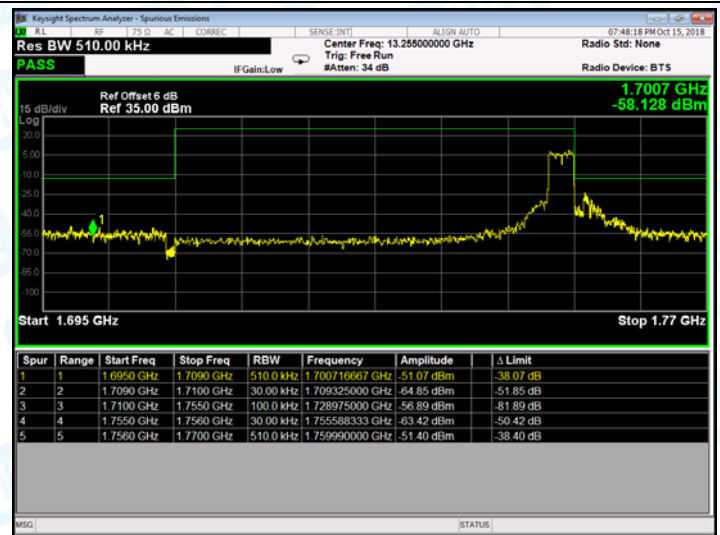 Keysight Spectrum Analyzer - Spurious Emissions
RL RF 75 Ω AC CORREC SENSE:INT ALIGN AUTO 07:48:18 PM Oct 15, 2018
Res BW 510.00 kHz Center Freq: 13.255000000 GHz Radio Std: None
Trig: Free Run
PASS IFGain:Low #Atten: 34 dB Radio Device: BTS
Ref Offset 6 dB 1.7007 GHz
15 dB/div Ref 35.00 dBm -58.128 dBm
Log
20.0
5.00
-10.0
-25.0
-40.0
1
-55.0
-70.0
-85.0
-100
Start 1.695 GHz Stop 1.77 GHz
Spur Range Start Freq Stop Freq RBW Frequency Amplitude Δ Limit
1 1 1.6950 GHz 1.7090 GHz 510.0 kHz 1.700716667 GHz -51.07 dBm -38.07 dB
2 2 1.7090 GHz 1.7100 GHz 30.00 kHz 1.709325000 GHz -64.85 dBm -51.85 dB
3 3 1.7100 GHz 1.7550 GHz 100.0 kHz 1.728975000 GHz -56.89 dBm -81.89 dB
4 4 1.7550 GHz 1.7560 GHz 30.00 kHz 1.755588333 GHz -63.42 dBm -50.42 dB
5 5 1.7560 GHz 1.7700 GHz 510.0 kHz 1.759990000 GHz -51.40 dBm -38.40 dB
MSG STATUS